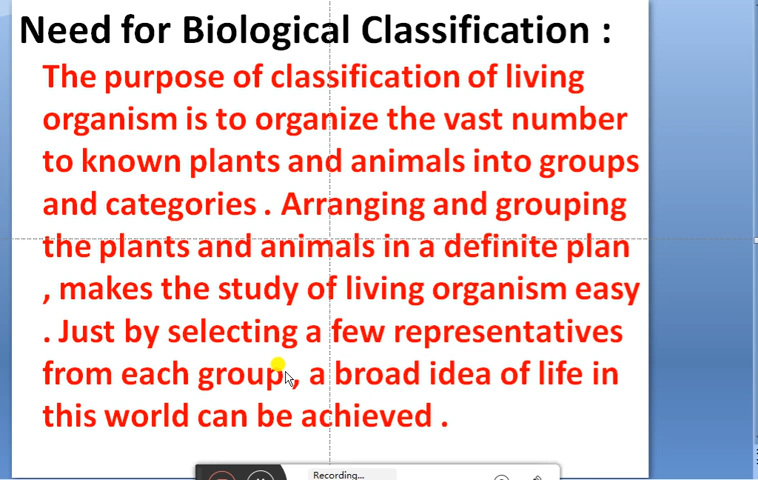 Need for Biological Classification :
The purpose of classification of living
organism is to organize the vast number
to known plants and animals into groups
and categories . Arranging and grouping
the plants and animals in a definite plan
, makes the study of living organism easy
. Just by selecting a few representatives
from each group , a broad idea of life in
this world can be achieved .
Recording...